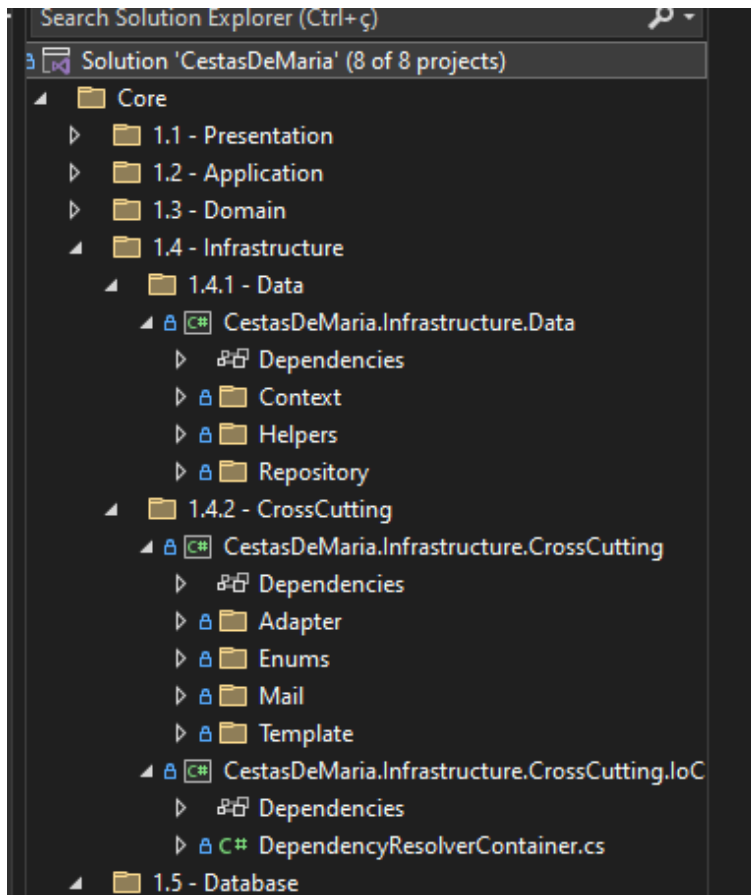 Search Solution Explorer (Ctrl+ç)
Solution 'CestasDeMaria' (8 of 8 projects)
Core
1.1 - Presentation
1.2 - Application
1.3 - Domain
1.4 - Infrastructure
1.4.1 - Data
C# CestasDeMaria.Infrastructure.Data
Dependencies
Context
Helpers
Repository
1.4.2 - CrossCutting
C# CestasDeMaria.Infrastructure.CrossCutting
Dependencies
Adapter
Enums
Mail
Template
C# CestasDeMaria.Infrastructure.CrossCutting.IoC
Dependencies
C# DependencyResolverContainer.cs
1.5 - Database